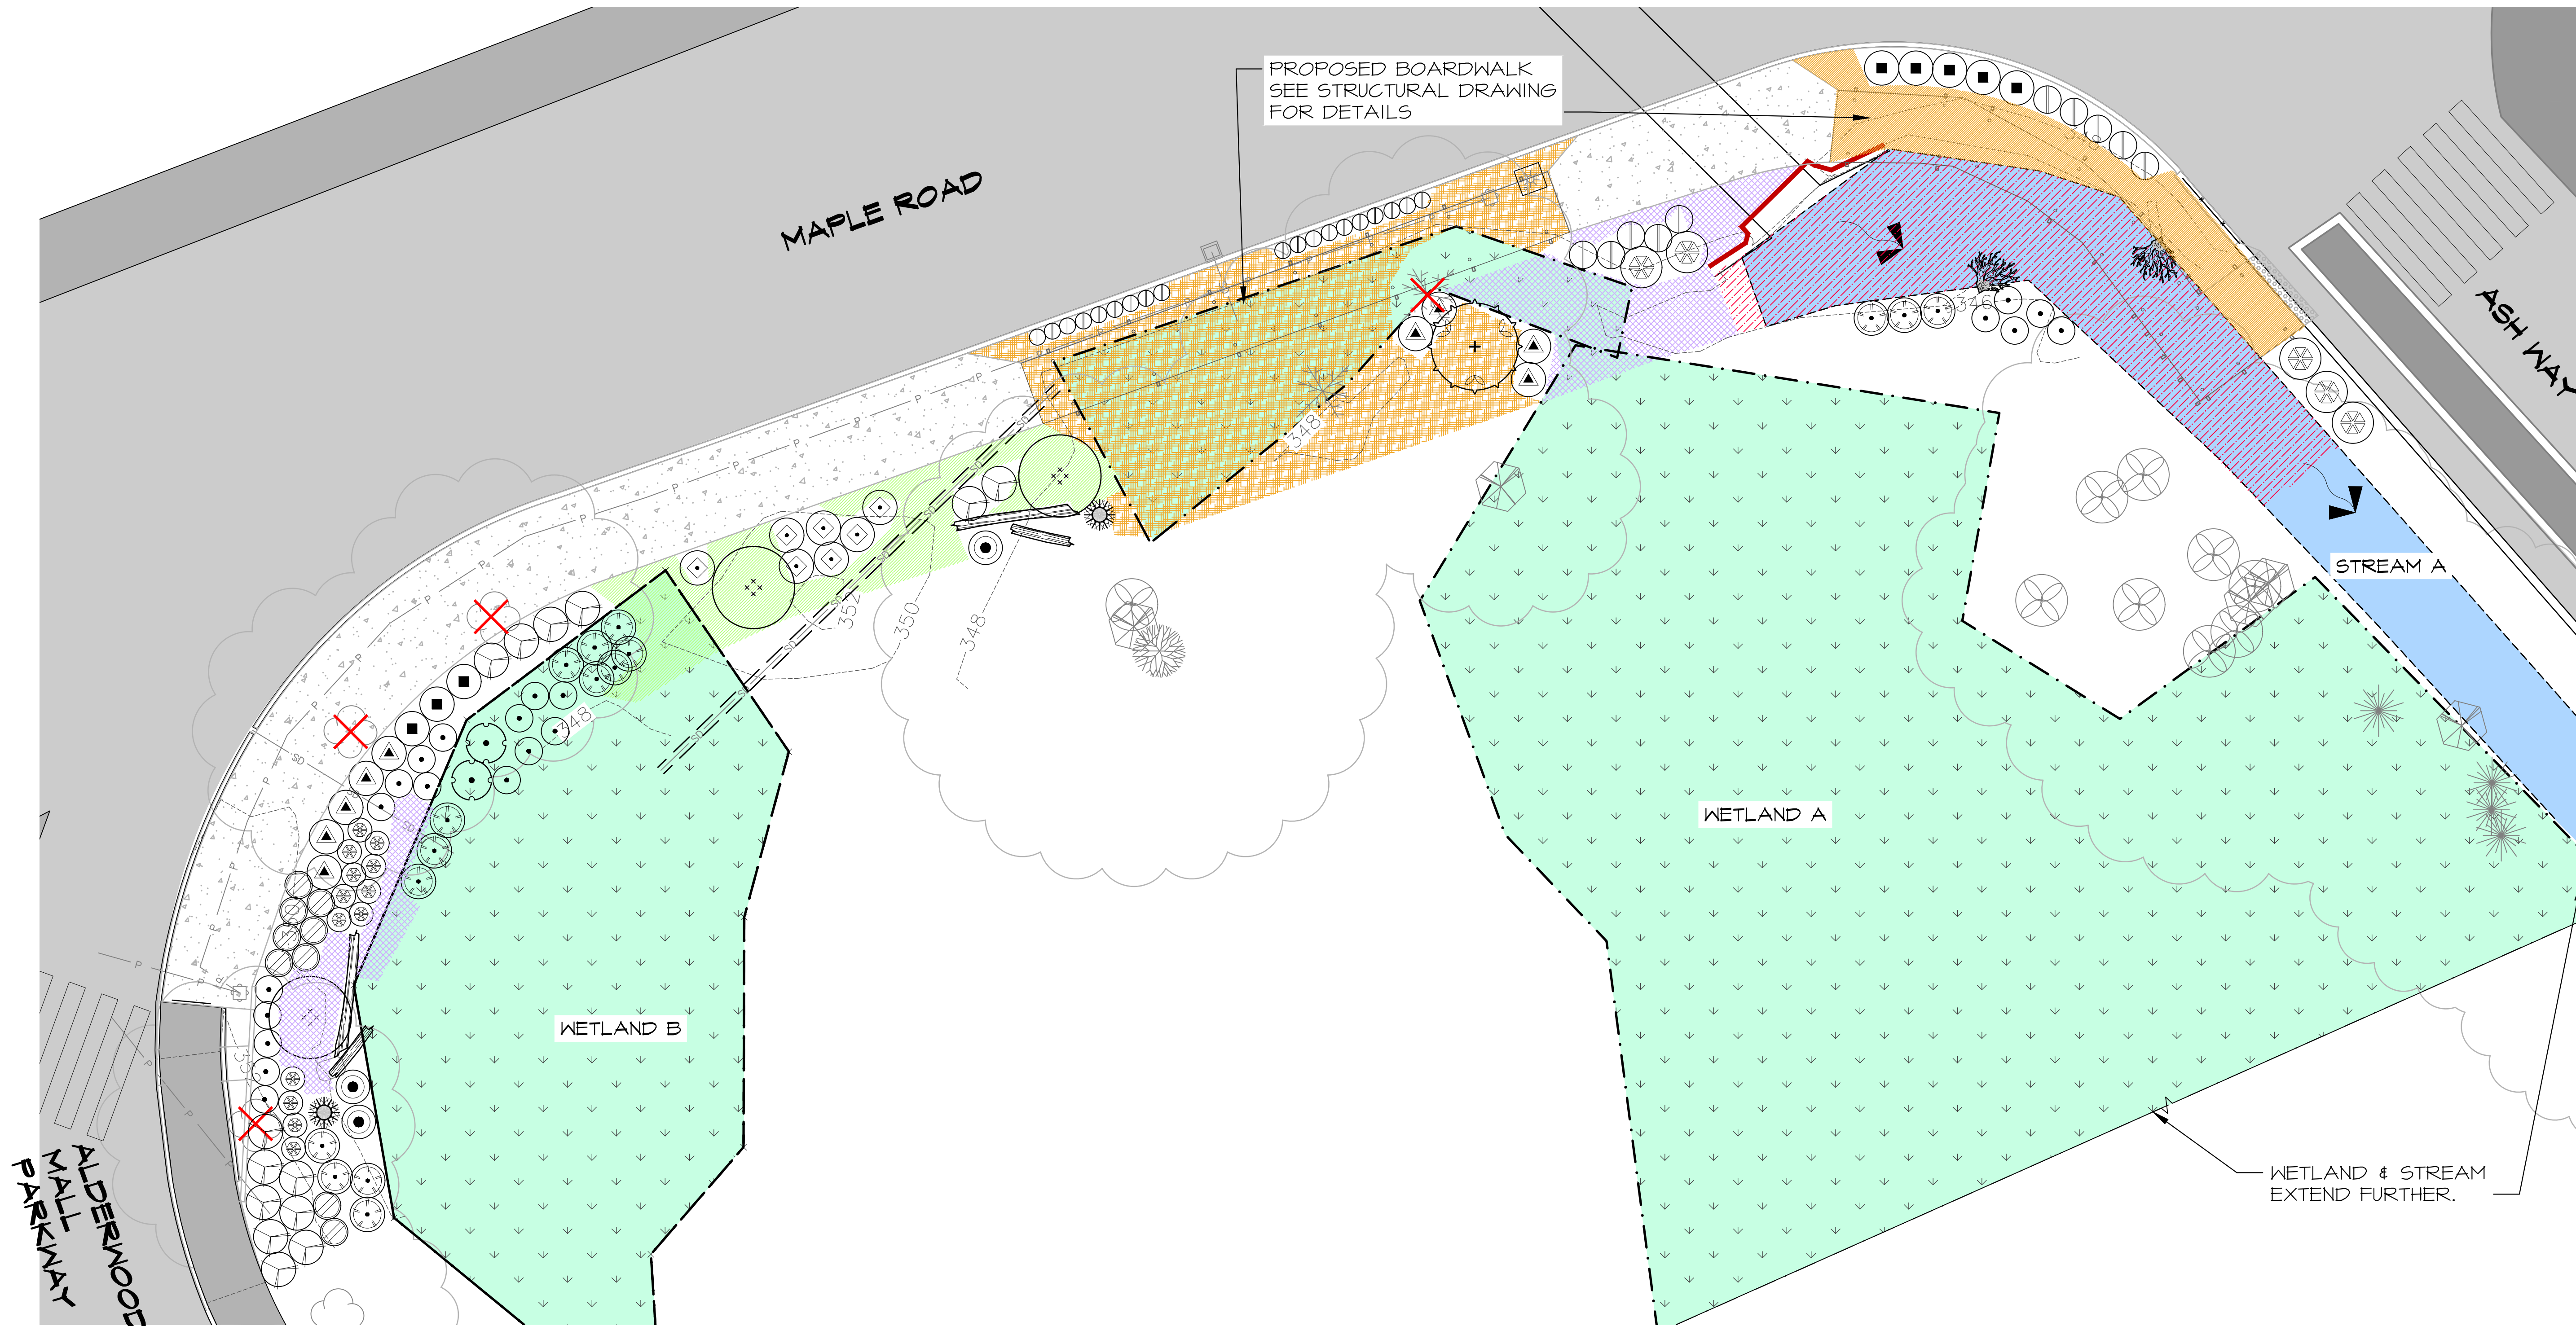 PROPOSED BOARDWALK
SEE STRUCTURAL DRAWING
FOR DETAILS
MAPLE ROAD
ASH WAY
346
348
STREAM A
352
350
348
348
WETLAND A
WETLAND B
WETLAND & STREAM
EXTEND FURTHER.
ALDERWOOD
MALL
PARKWAY